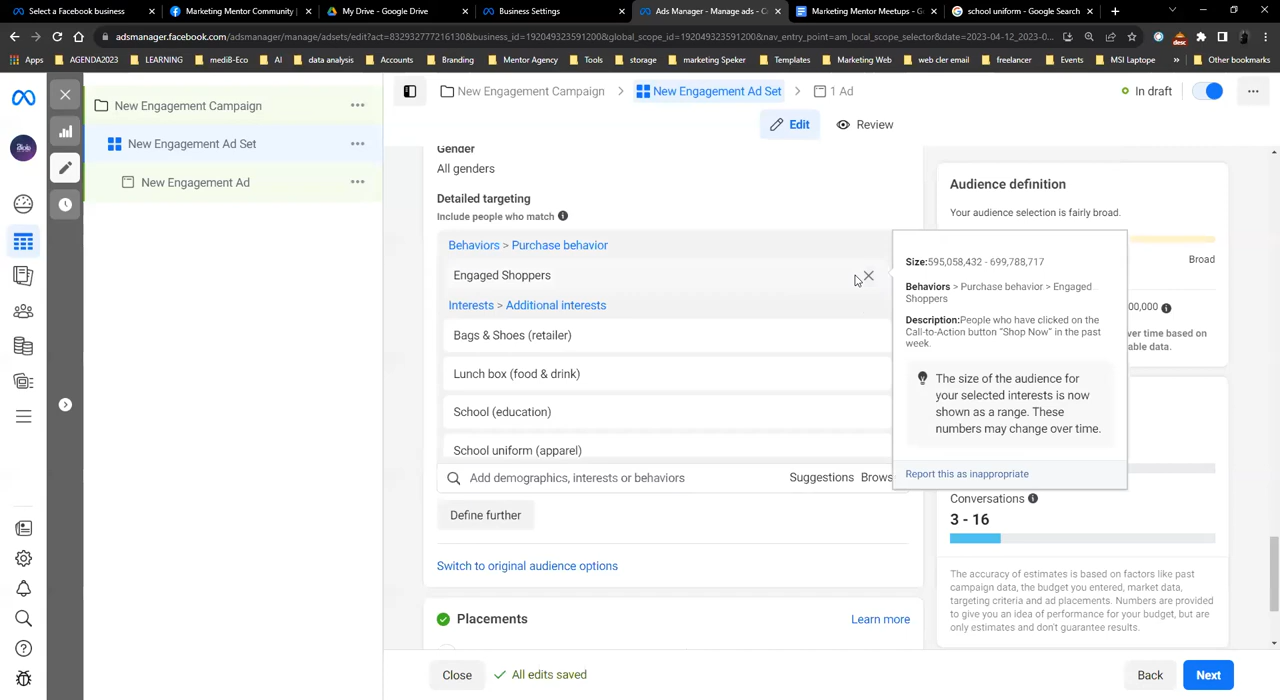 Select a Facebook business
Marketing Mentor Community |
My Drive - Google Drive
Business Settings
Ads Manager - Manage ads - C
Marketing Mentor Meetups - G
school uniform - Google Search
adsmanager.facebook.com/adsmanager/manage/adsets/edit?act=832932777216130&business_id=192049323591200&global_scope_id=192049323591200&nav_entry_point=am_local_scope_selector&date=2023-04-12_2023-0
Apps
AGENDA2023
LEARNING
mediß-Eco
AI
data analysis
Accounts
Branding
Mentor Agency
Tools
storage
marketing Speker
Templates
Marketing Web
web cler email
freelancer
Events
MSI Laptope
»
Other bookmarks
New Engagement Campaign
New Engagement Ad Set
1 Ad
In draft
New Engagement Campaign
New Engagement Ad Set
New Engagement Ad
Edit
Review
Gender
All genders
Detailed targeting
Include people who match
Behaviors > Purchase behavior
Engaged Shoppers
Interests > Additional interests
Bags & Shoes (retailer)
Lunch box (food & drink)
School (education)
School uniform (apparel)
Add demographics, interests or behaviors
Suggestions
Brows
Define further
Switch to original audience options
Placements
Learn more
Close
All edits saved
Back
Next
Audience definition
Your audience selection is fairly broad.
Broad
00,000
ver time based on
able data.
Size:595,058,432 - 699,788,717
Behaviors > Purchase behavior > Engaged
Shoppers
Description:People who have clicked on the
Call-to-Action button "Shop Now" in the past
week.
The size of the audience for
your selected interests is now
shown as a range. These
numbers may change over time.
Report this as inappropriate
Conversations
3 - 16
The accuracy of estimates is based on factors like past
campaign data, the budget you entered, market data,
targeting criteria and ad placements. Numbers are provided
to give you an idea of performance for your budget, but are
only estimates and don't guarantee results.